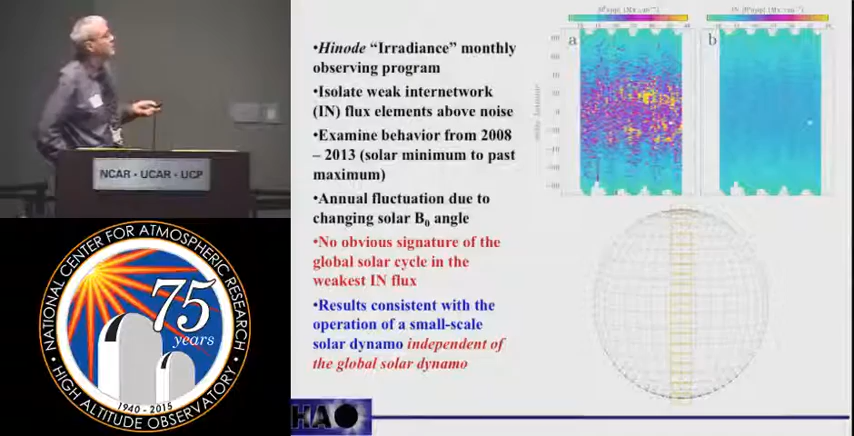 •Hinode “Irradiance” monthly
observing program
•Isolate weak internetwork
(IN) flux elements above noise
•Examine behavior from 2008
– 2013 (solar minimum to past
maximum)
•Annual fluctuation due to
changing solar B0 angle
•No obvious signature of the
global solar cycle in the
weakest IN flux
•Results consistent with the
operation of a small-scale
solar dynamo independent of
the global solar dynamo
a
b
NCAR • UCAR • UCP
NATIONAL CENTER FOR ATMOSPHERIC RESEARCH
75
years
1940 - 2015
HIGH ALTITUDE OBSERVATORY
HAO